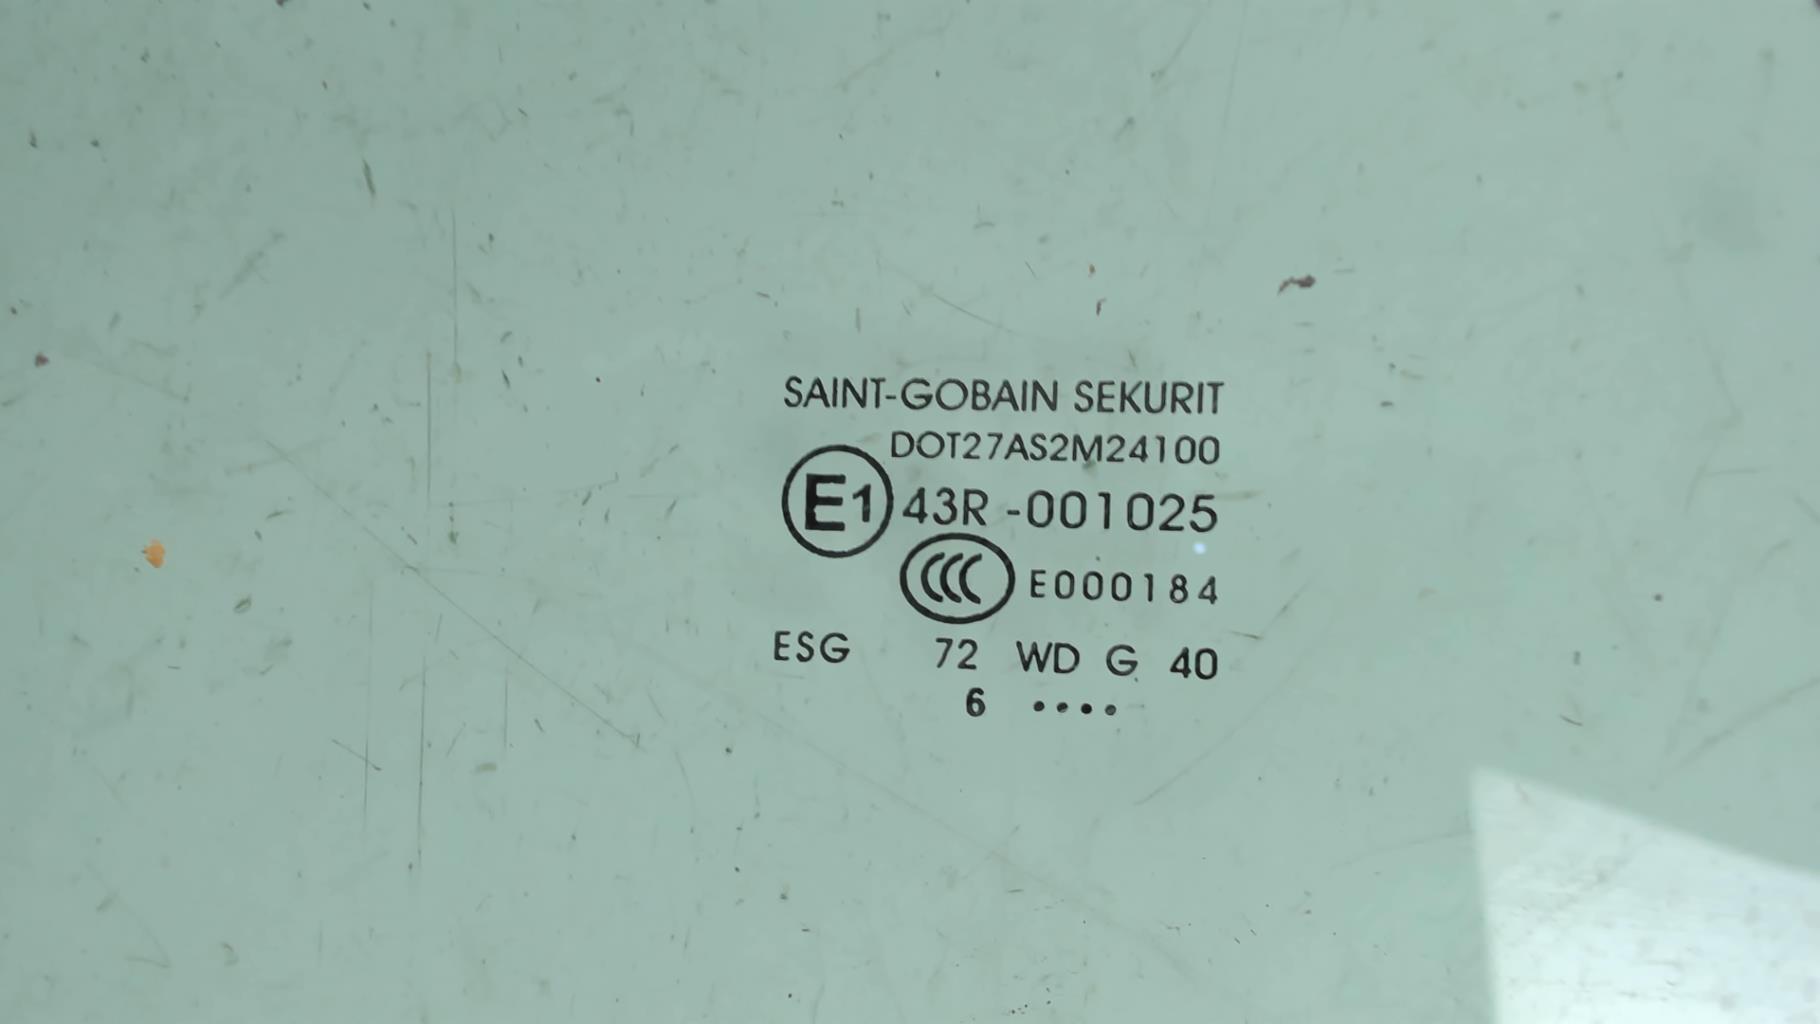 SAINT-GOBAIN SEKURIT
DOT27AS2M24100
E1 43R -001025
CCC E000184
ESG 72 WD G 40
6 ....